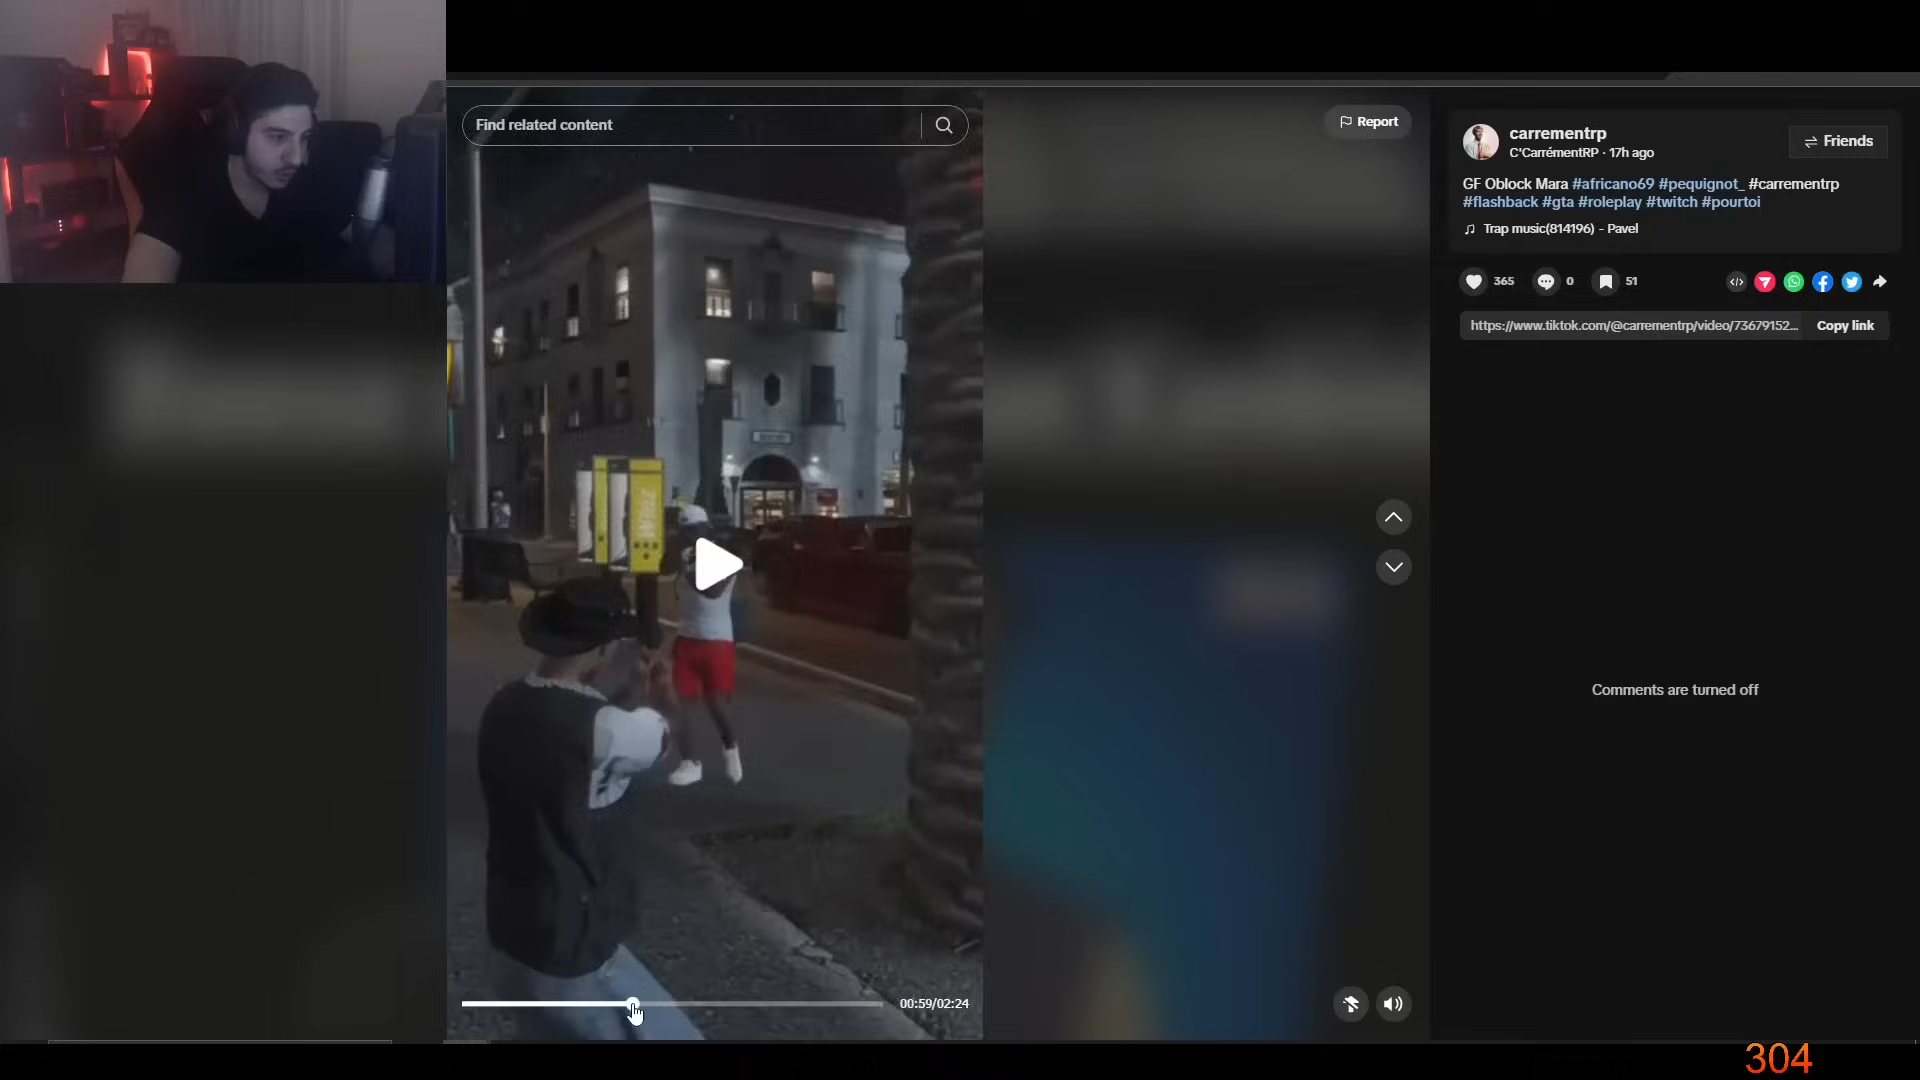 Find related content
Report
carrementrp
C'CarrémentRP · 17h ago
Friends
GF Oblock Mara #africano69 #pequignot_ #carrementrp
#flashback #gta #roleplay #twitch #pourtoi
Trap music(814196) - Pavel
365
0
51
https://www.tiktok.com/@carrementrp/video/73679152...
Copy link
Whiz
Comments are turned off
00:59/02:24
304